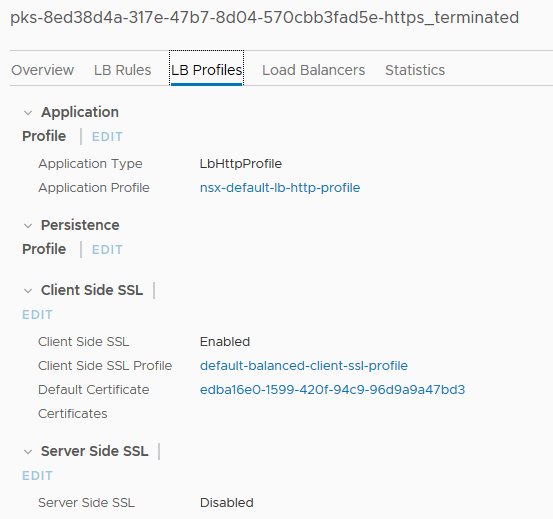 pks-8ed38d4a-317e-47b7-8d04-570cbb3fad5e-https_terminated
Overview LB Rules LB Profiles Load Balancers Statistics
Application
Profile EDIT
Application Type LbHttpProfile
Application Profile nsx-default-lb-http-profile
Persistence
Profile EDIT
Client Side SSL
EDIT
Client Side SSL Enabled
Client Side SSL Profile default-balanced-client-ssl-profile
Default Certificate edba16e0-1599-420f-94c9-96d9a9a47bd3
Certificates
Server Side SSL
EDIT
Server Side SSL Disabled